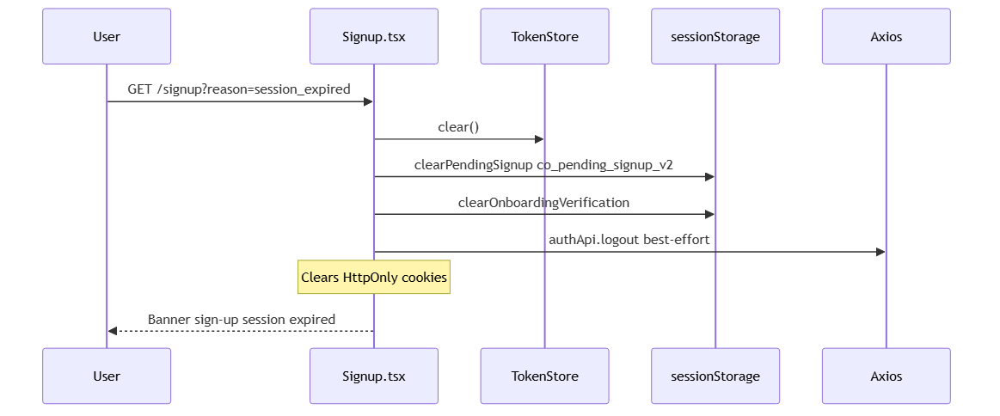 User
Signup.tsx
TokenStore
sessionStorage
Axios
GET /signup?reason=session_expired
clear()
clearPendingSignup co_pending_signup_v2
clearOnboardingVerification
authApi.logout best-effort
Clears HttpOnly cookies
Banner sign-up session expired
User
Signup.tsx
TokenStore
sessionStorage
Axios